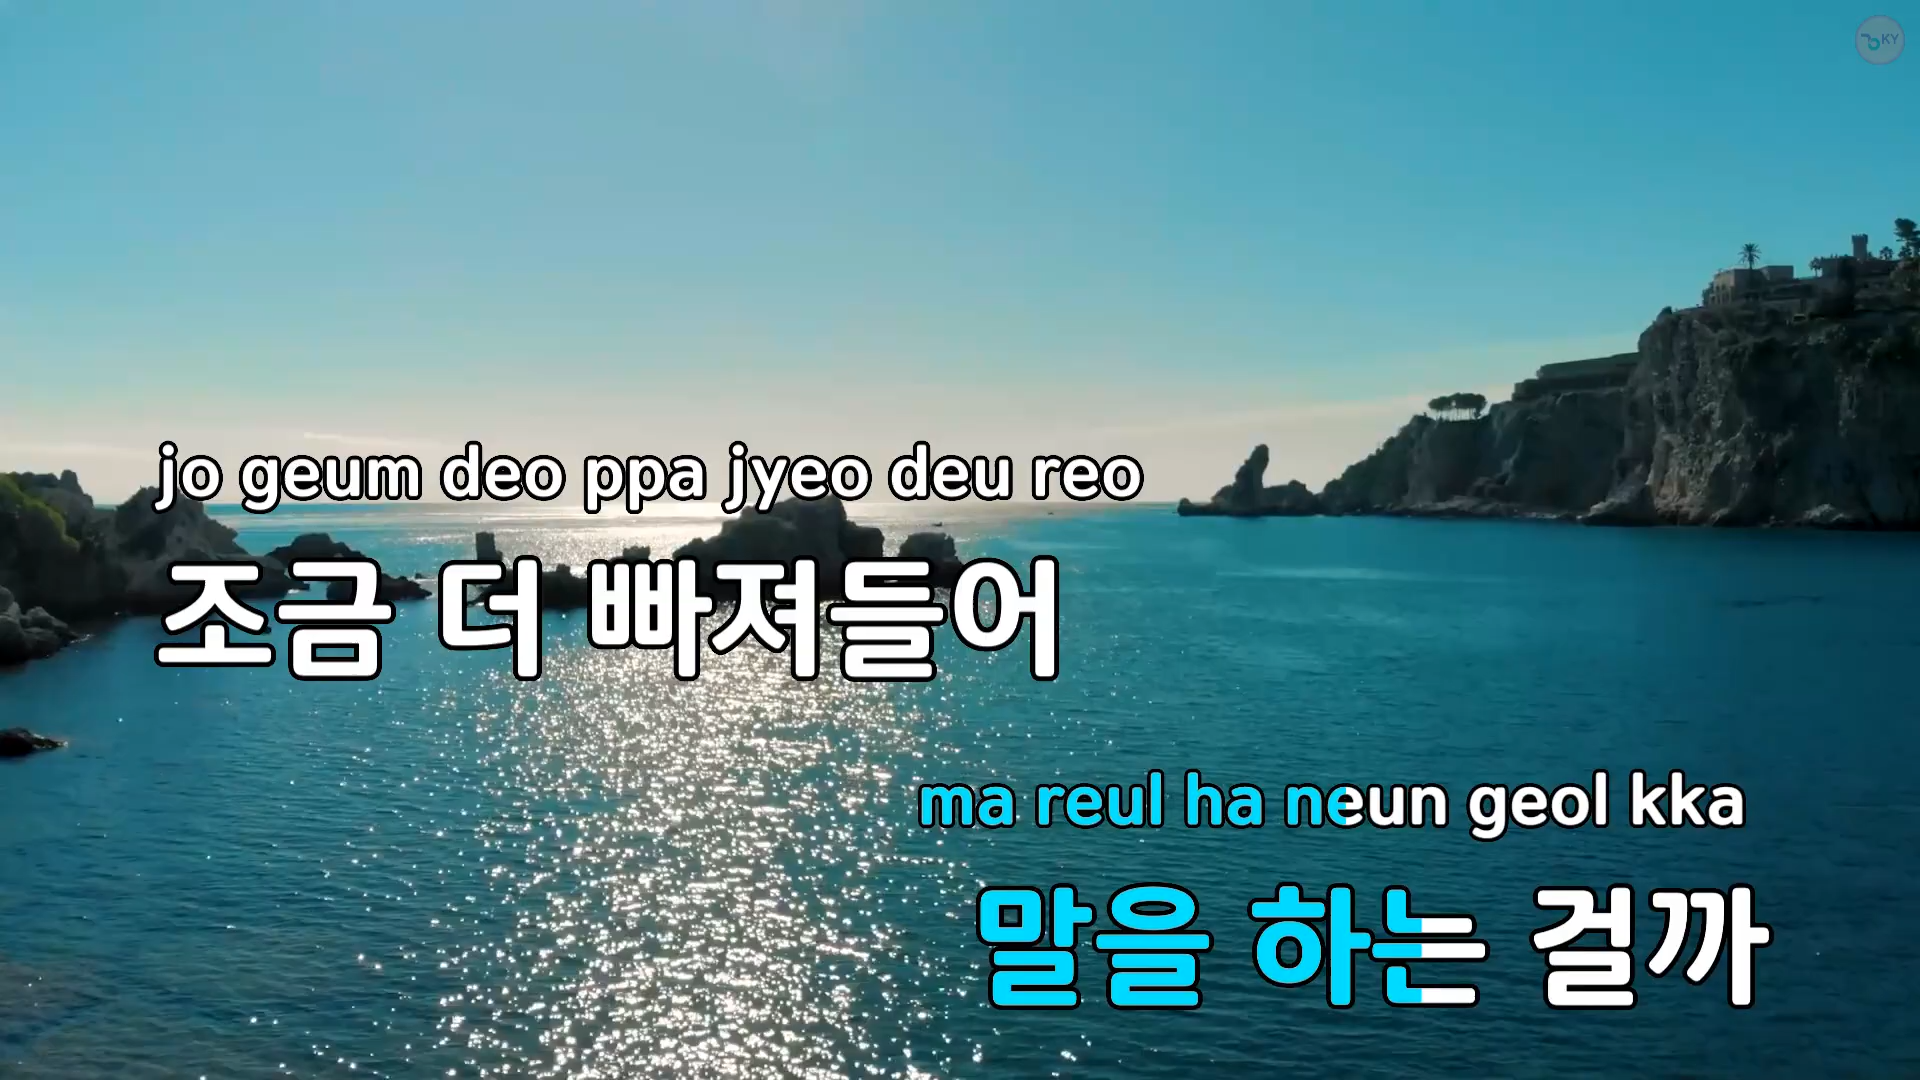 KY
jo geum deo ppa jyeo deu reo
조금 더 빠져들어
ma reul ha neun geol kka
말을 하는 걸까